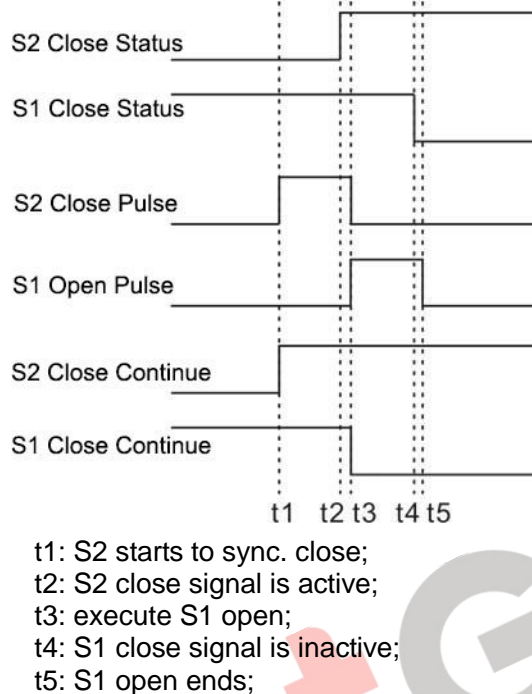 S2 Close Status
S1 Close Status
S2 Close Pulse
S1 Open Pulse
S2 Close Continue
S1 Close Continue
t1 t2 t3 t4 t5
t1: S2 starts to sync. close;
t2: S2 close signal is active;
t3: execute S1 open;
t4: S1 close signal is inactive;
t5: S1 open ends;